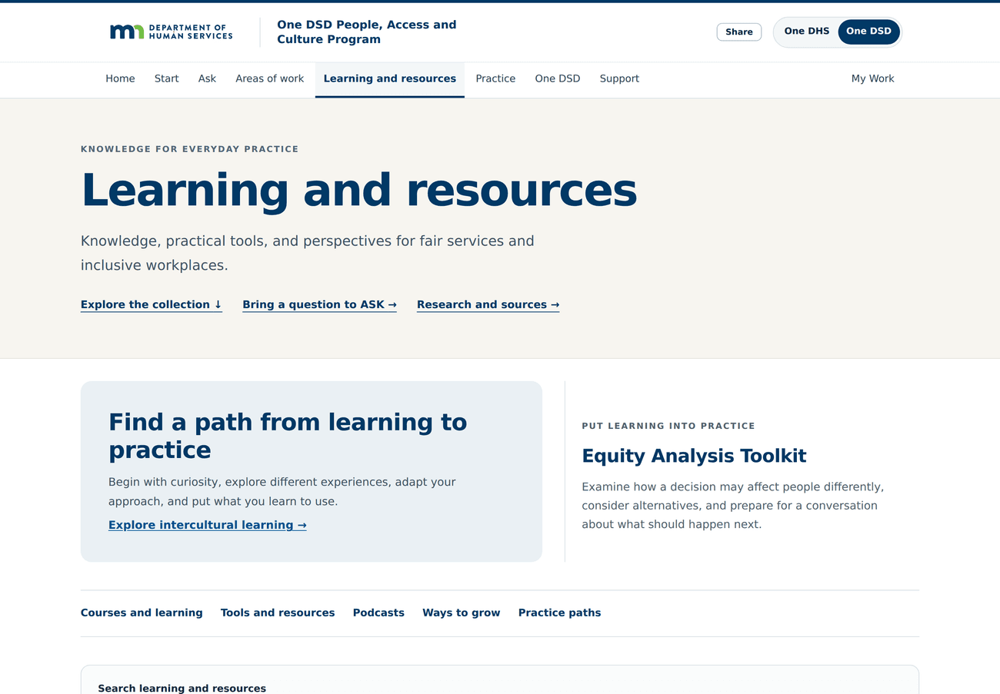 DEPARTMENT OF
HUMAN SERVICES
One DSD People, Access and
Culture Program
Share
One DHS
One DSD
Home
Start
Ask
Areas of work
Learning and resources
Practice
One DSD
Support
My Work
KNOWLEDGE FOR EVERYDAY PRACTICE
Learning and resources
Knowledge, practical tools, and perspectives for fair services and
inclusive workplaces.
Explore the collection ↓
Bring a question to ASK →
Research and sources →
Find a path from learning to
practice
Begin with curiosity, explore different experiences, adapt your
approach, and put what you learn to use.
Explore intercultural learning →
PUT LEARNING INTO PRACTICE
Equity Analysis Toolkit
Examine how a decision may affect people differently,
consider alternatives, and prepare for a conversation
about what should happen next.
Courses and learning
Tools and resources
Podcasts
Ways to grow
Practice paths
Search learning and resources